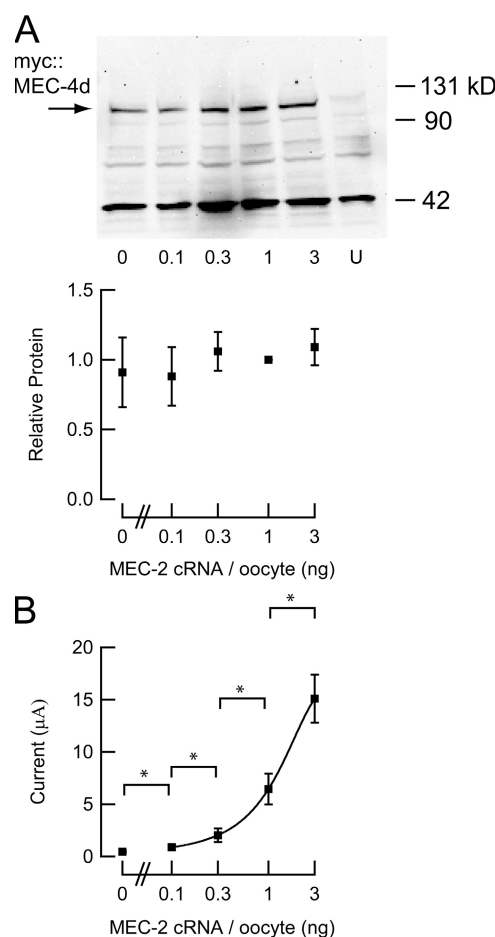 A
myc::
MEC-4d
131 kD
90
42
0 0.1 0.3 1 3 U
1.5
1.0
0.5
0.0
Relative Protein
0 0.1 0.3 1 3
MEC-2 cRNA / oocyte (ng)
B
* * * *
20
15
10
5
0
Current (μA)
0 0.1 0.3 1 3
MEC-2 cRNA / oocyte (ng)